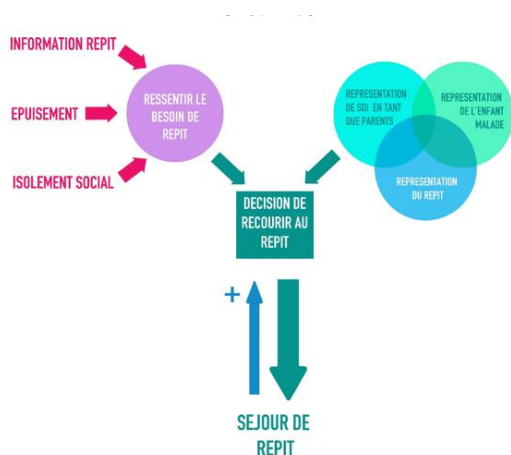 INFORMATION REPIT
EPUISEMENT
ISOLEMENT SOCIAL
RESSENTIR LE
BESOIN DE
REPIT
REPRESENTATION
DE SOI EN TANT
QUE PARENTS
REPRESENTATION
DE L'ENFANT
MALADE
REPRESENTATION
DU REPIT
DECISION DE
RECOURIR AU
REPIT
+
SEJOUR DE
REPIT